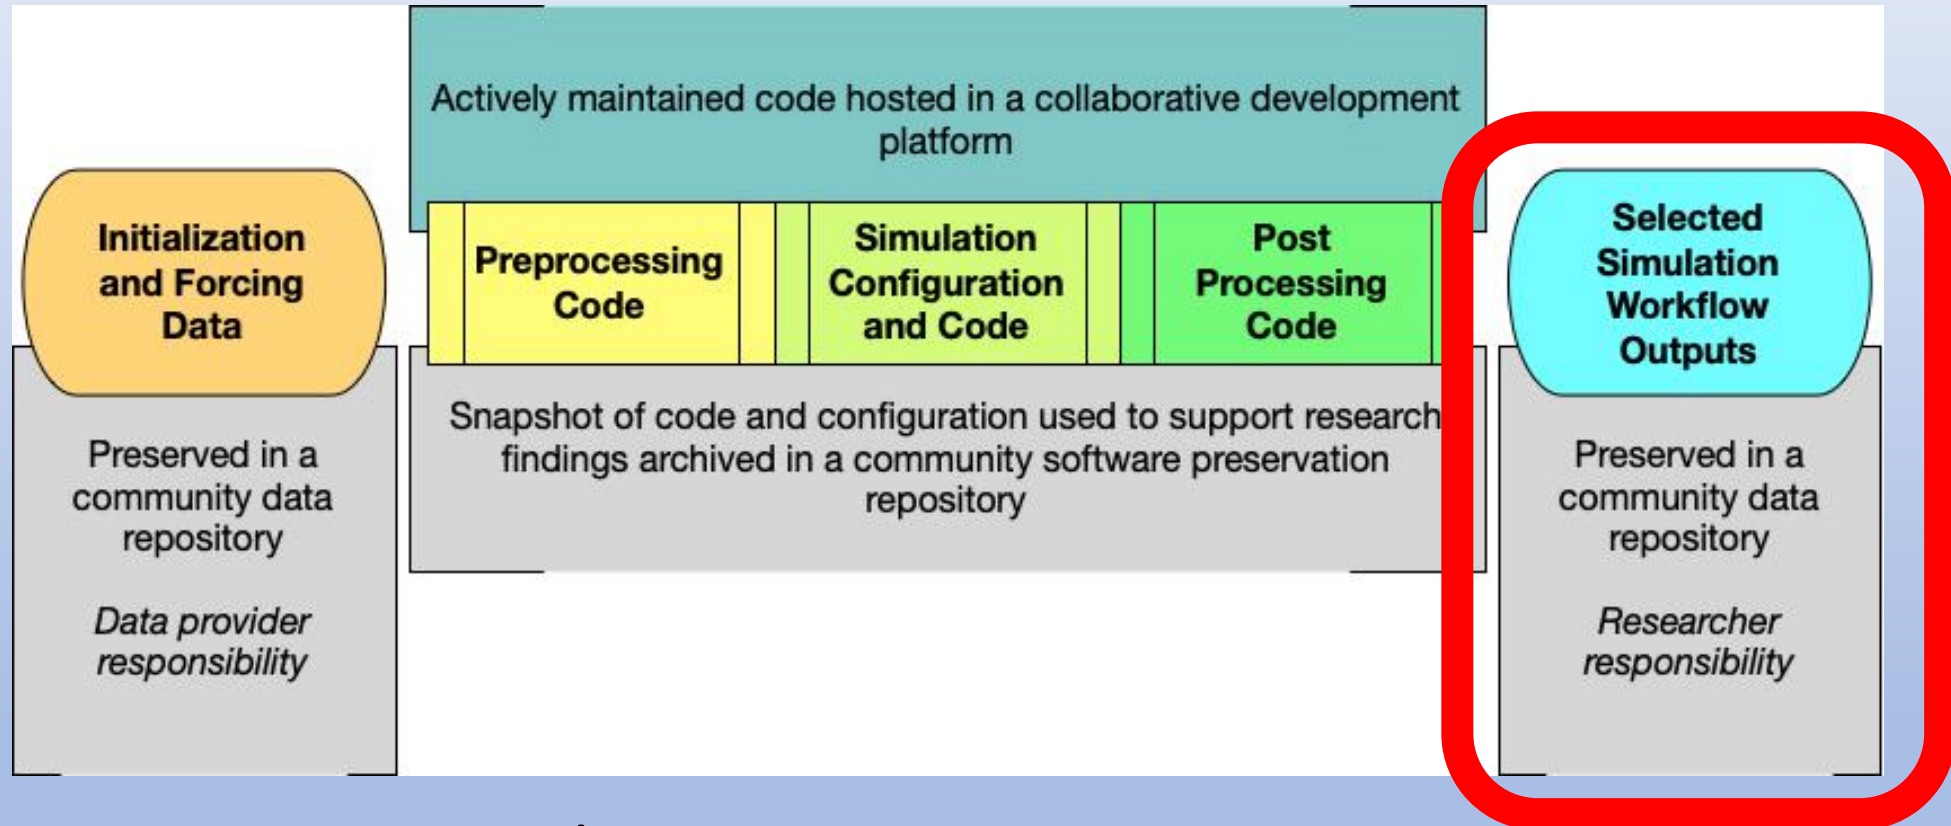 Actively maintained code hosted in a collaborative development
platform
Initialization
and Forcing
Data
Preprocessing
Code
Simulation
Configuration
and Code
Post
Processing
Code
Selected
Simulation
Workflow
Outputs
Preserved in a
community data
repository
Data provider
responsibility
Snapshot of code and configuration used to support research
findings archived in a community software preservation
repository
Preserved in a
community data
repository
Researcher
responsibility